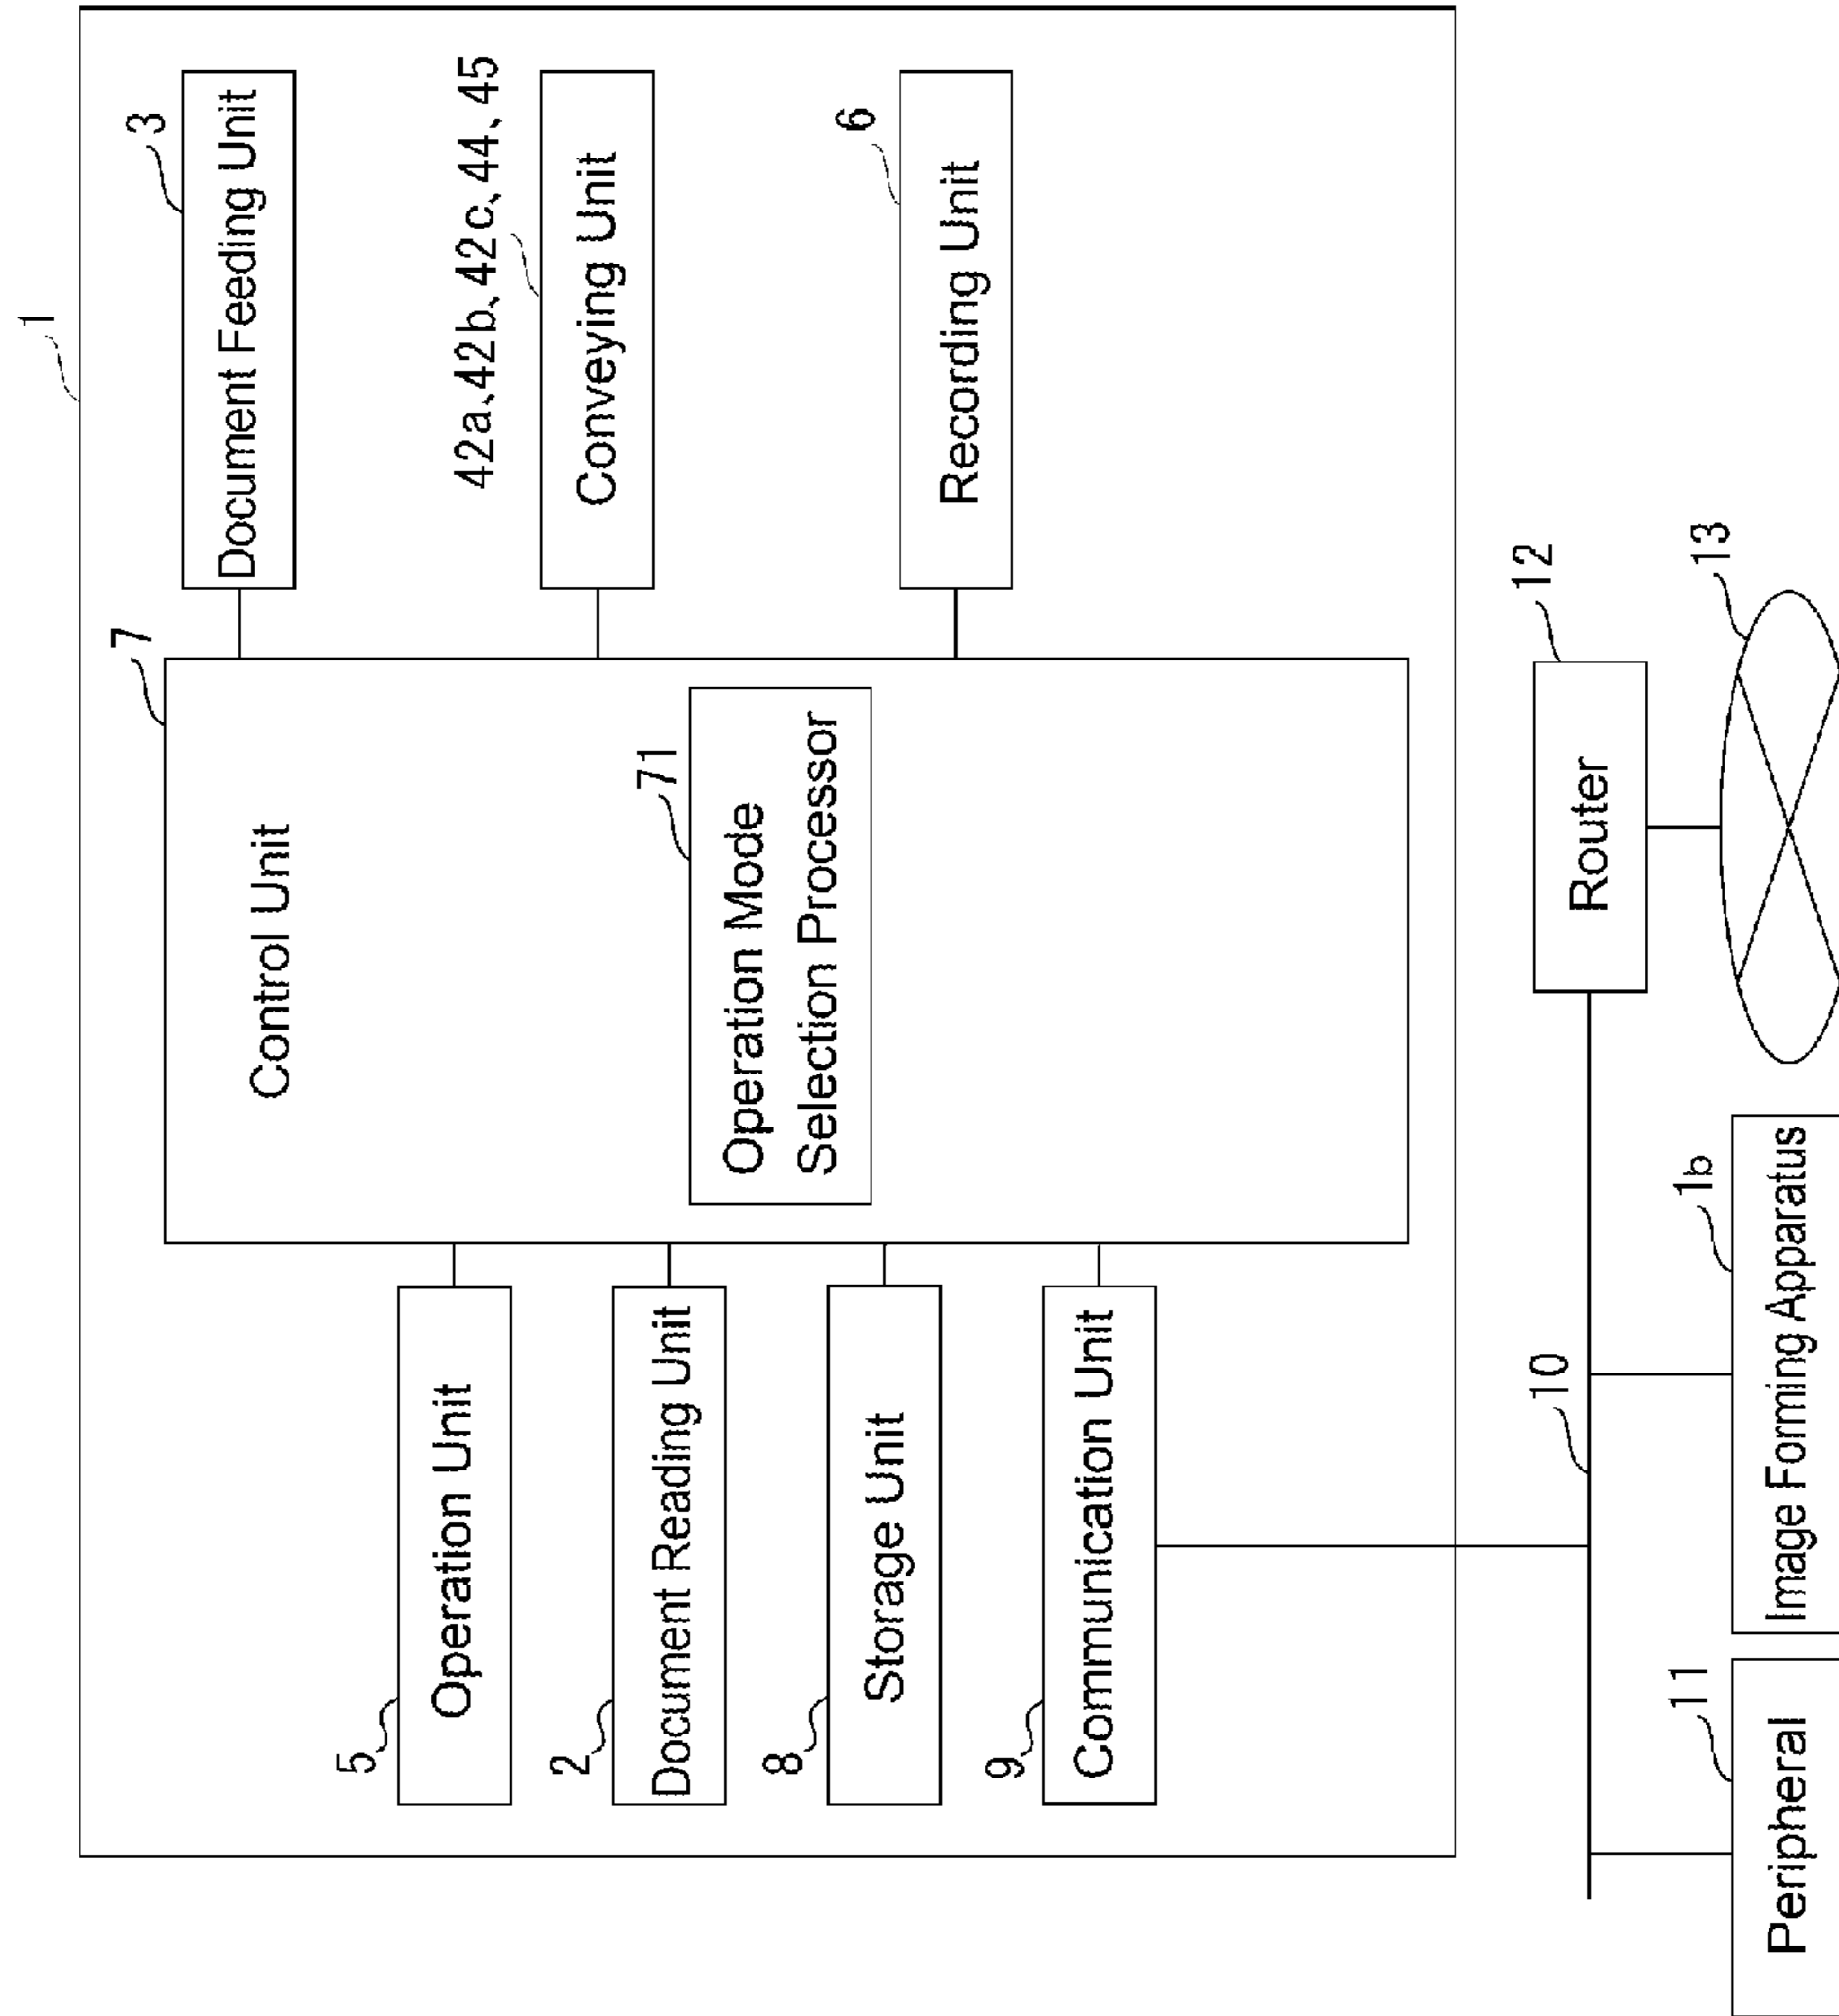 1
7
Control Unit
5
Operation Unit
3
Document Feeding Unit
2
Document Reading Unit
71
Operation Mode
Selection Processor
42a、42b、42c、44、45
Conveying Unit
8
Storage Unit
9
Communication Unit
6
Recording Unit
10
12
Router
11
Peripheral
1b
Image Forming Apparatus
13